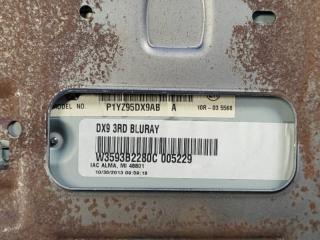 MODEL NO. P1YZ95DX9AB A 10R-03 5568
DX9 3RD BLURAY
W3593B2280C 005229
IAC ALMA, MI 48801
10/30/2013 09:59:18